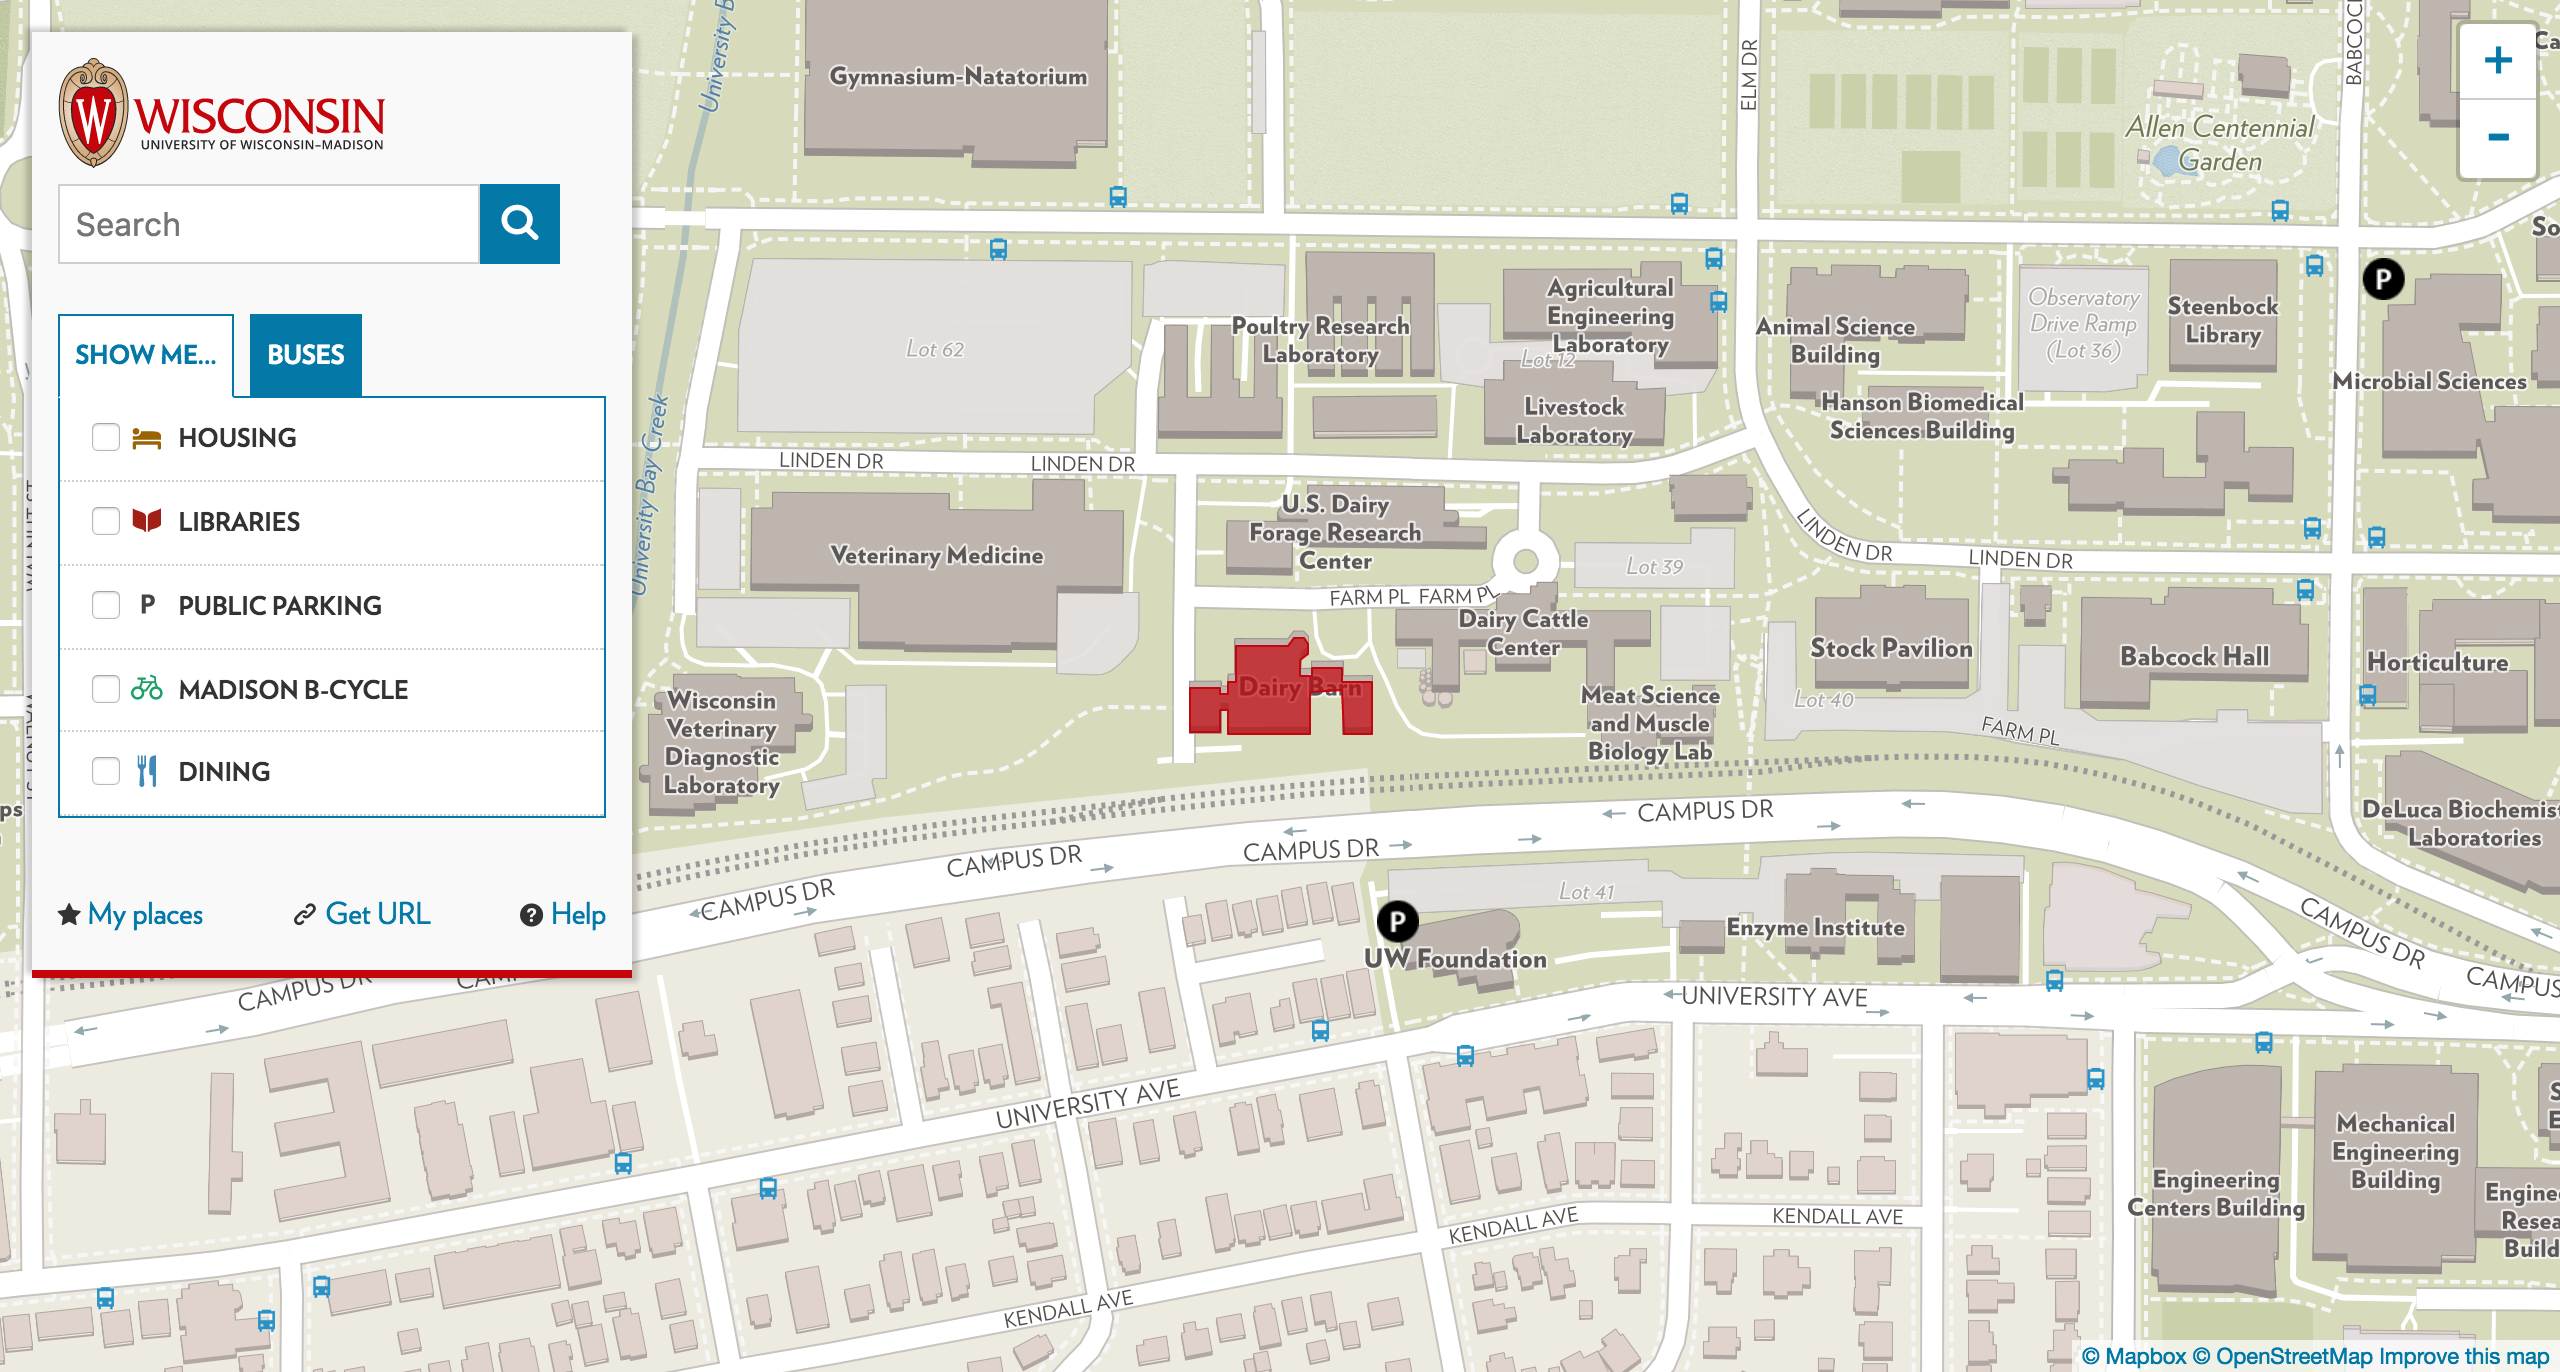 WISCONSIN
UNIVERSITY OF WISCONSIN–MADISON
Search
SHOW ME...
BUSES
HOUSING
LIBRARIES
P PUBLIC PARKING
MADISON B-CYCLE
DINING
My places
Get URL
Help
+
-
Gymnasium-Natatorium
ELM DR
Allen Centennial
Garden
University Bay Creek
Lot 62
Poultry Research
Laboratory
Agricultural
Engineering
Laboratory
Lot 12
Livestock
Laboratory
Animal Science
Building
Hanson Biomedical
Sciences Building
Observatory
Drive Ramp
(Lot 36)
Steenbock
Library
P
Microbial Sciences
LINDEN DR
LINDEN DR
LINDEN DR
LINDEN DR
Veterinary Medicine
U.S. Dairy
Forage Research
Center
Lot 39
FARM PL
FARM PL
Dairy Cattle
Center
Dairy Barn
Stock Pavilion
Babcock Hall
Horticulture
Wisconsin
Veterinary
Diagnostic
Laboratory
Meat Science
and Muscle
Biology Lab
Lot 40
FARM PL
DeLuca Biochemist
Laboratories
CAMPUS DR
CAMPUS DR
CAMPUS DR
CAMPUS DR
CAMPUS DR
CAMPUS DR
CAMPUS
Lot 41
P
UW Foundation
Enzyme Institute
UNIVERSITY AVE
UNIVERSITY AVE
KENDALL AVE
KENDALL AVE
KENDALL AVE
Engineering
Centers Building
Mechanical
Engineering
Building
© Mapbox © OpenStreetMap Improve this map